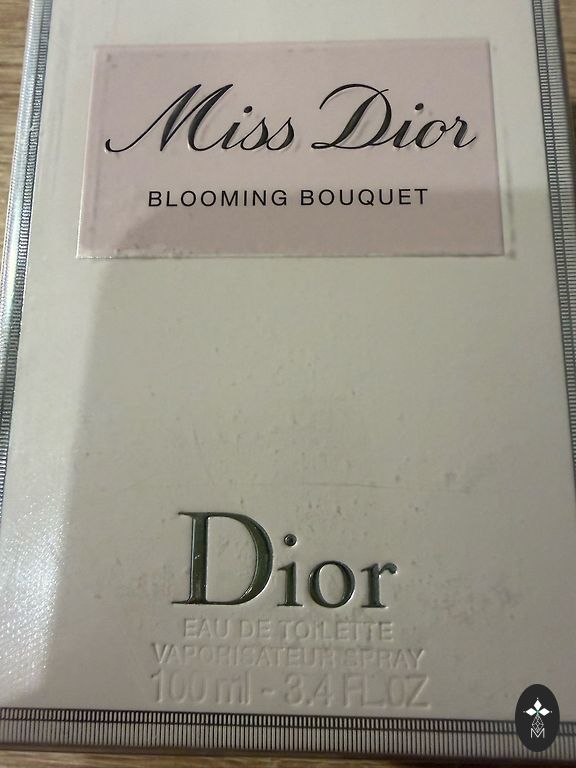 Miss Dior
BLOOMING BOUQUET
Dior
EAU DE TOILETTE
VAPORISATEUR SPRAY
100 ml - 3.4 FL.OZ
M